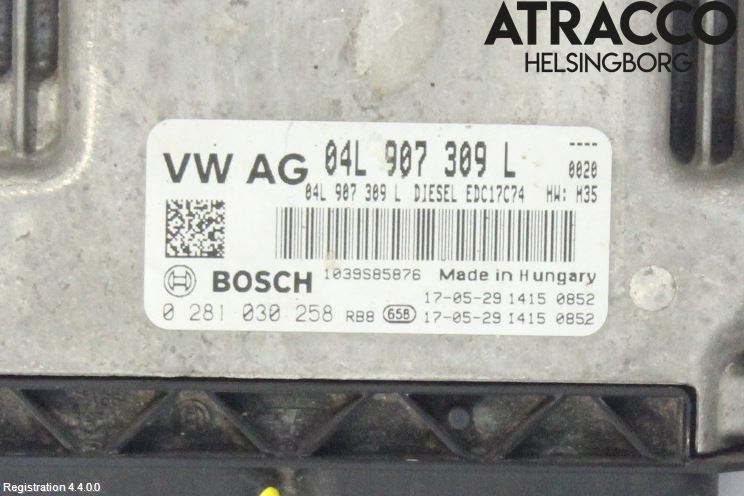 ATRACCO
HELSINGBORG
VW AG 04L 907 309 L ----
0020
04L 907 309 L DIESEL EDC17C74 HW: H35
1039S85876 Made in Hungary
BOSCH
17-05-29 1415 0852
0 281 030 258 RB8 658 17-05-29 1415 0852
Registration 4.4.0.0